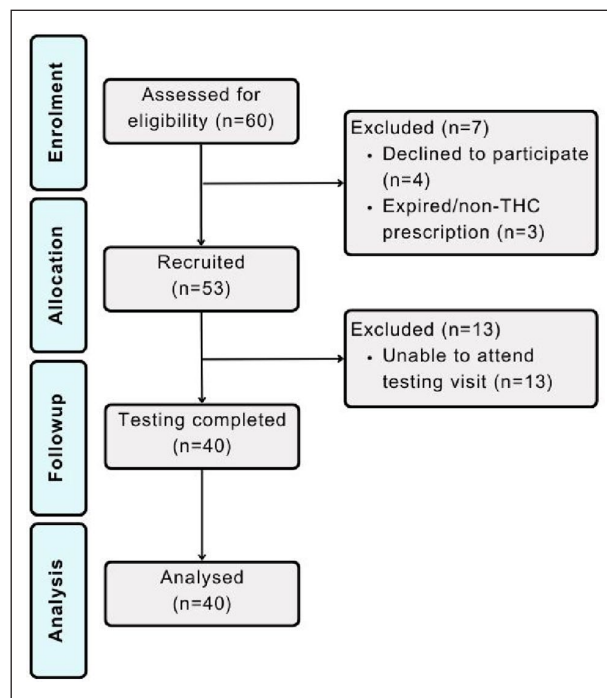 Enrolment
Assessed for
eligibility (n=60)
Excluded (n=7)
• Declined to participate
(n=4)
• Expired/non-THC
prescription (n=3)
Allocation
Recruited
(n=53)
Excluded (n=13)
• Unable to attend
testing visit (n=13)
Followup
Testing completed
(n=40)
Analysis
Analysed
(n=40)